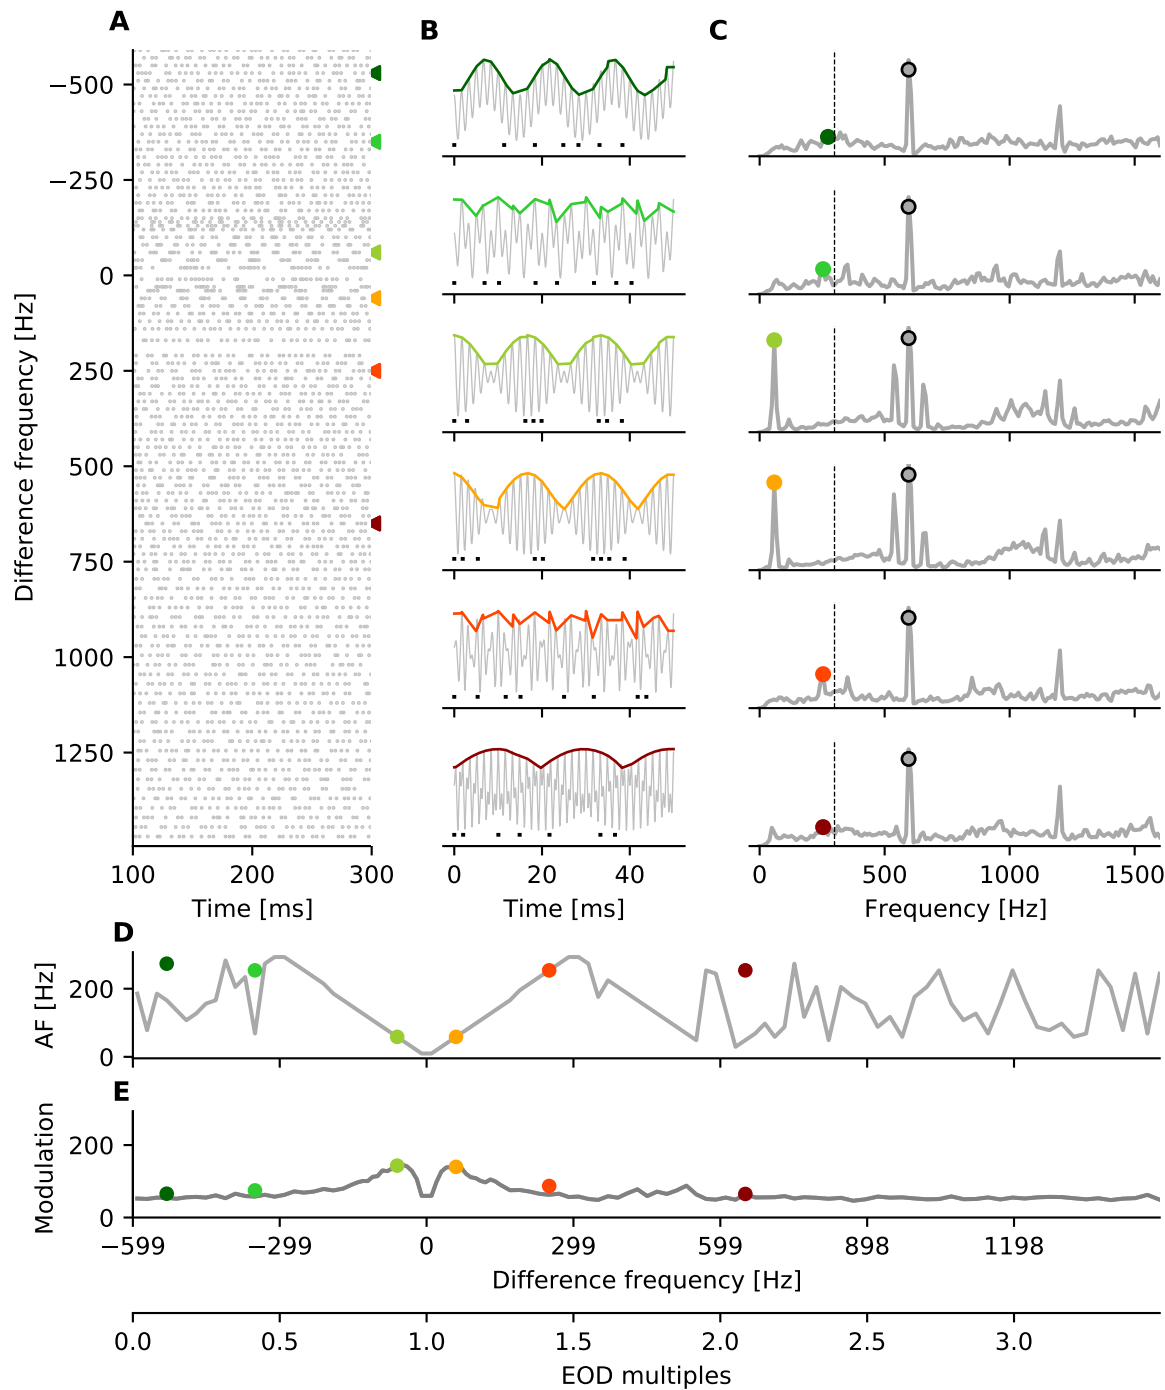 A
B
C
−500
−250
0
250
500
750
1000
1250
Difference frequency [Hz]
100 200 300
Time [ms]
0 20 40
Time [ms]
0 500 1000 1500
Frequency [Hz]
D
200
0
AF [Hz]
E
200
0
Modulation
−599 −299 0 299 599 898 1198
Difference frequency [Hz]
0.0 0.5 1.0 1.5 2.0 2.5 3.0
EOD multiples